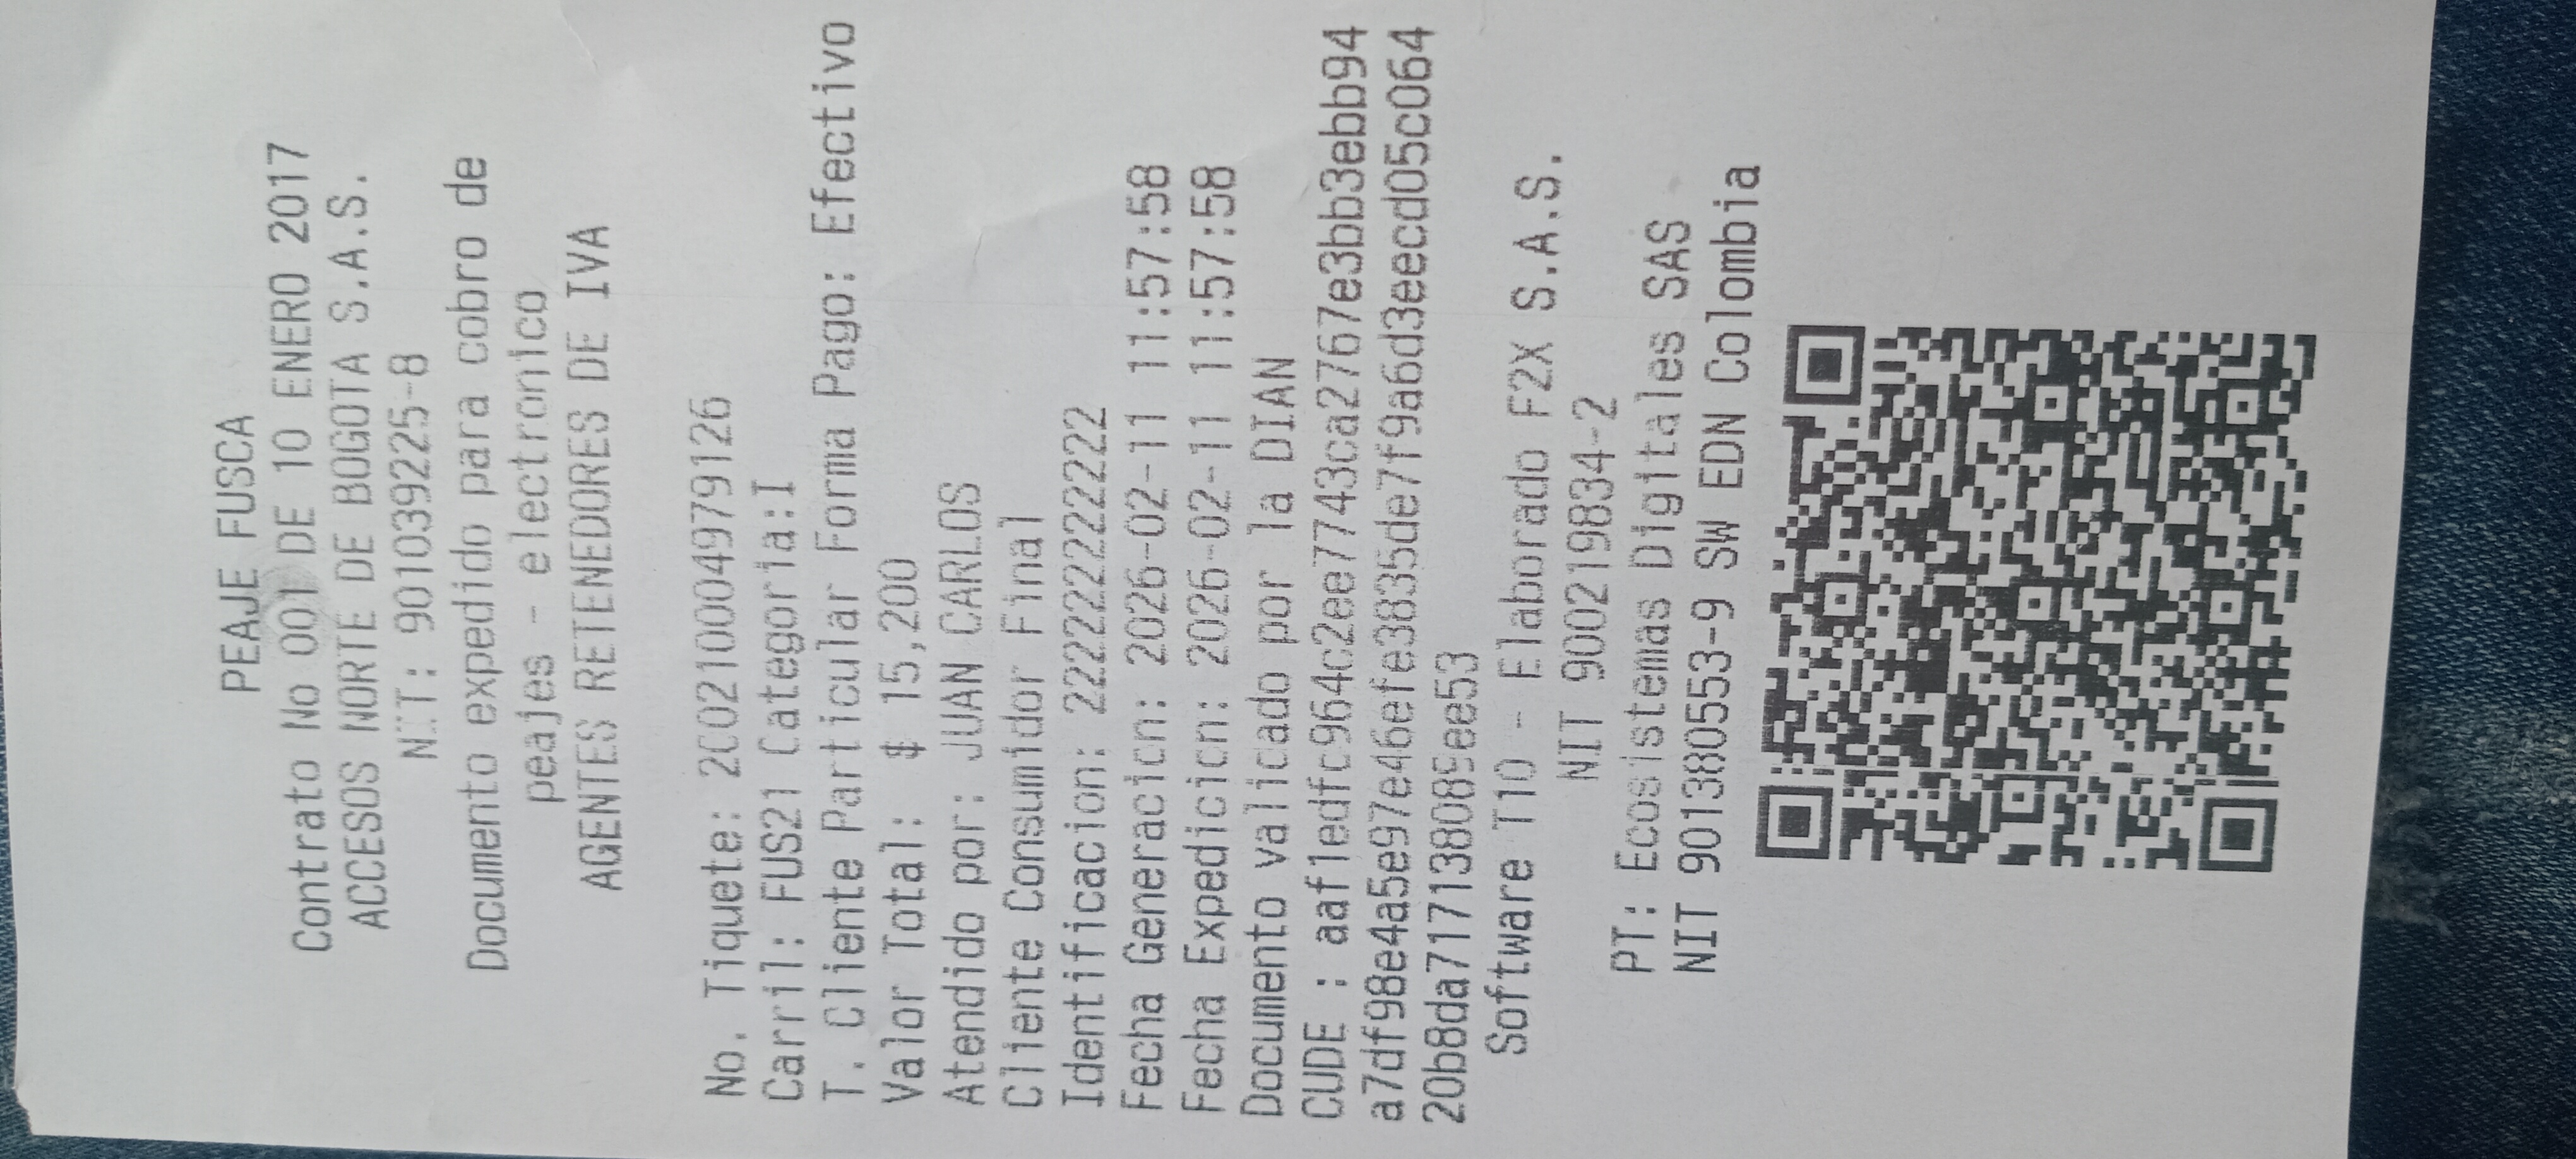 PEAJE FUSCA
Contrato No 001 DE 10 ENERO 2017
ACCESOS NORTE DE BOGOTA S.A.S.
NIT: 901039225-8
Documento expedido para cobro de
peajes - electronico
AGENTES RETENEDORES DE IVA
No. Tiquete: 2C0210004979126
Carril: FUS21 Categoria:I
T. Cliente Particular Forma Pago: Efectivo
Valor Total: $ 15,200
Atendido por: JUAN CARLOS
Cliente Consumidor Final
Identificacion: 222222222222
Fecha Generacicn: 2026-02-11 11:57:58
Fecha Expedicicn: 2026-02-11 11:57:58
Documento validado por la DIAN
CUDE : aaf1edfc964c2ee7743ca2767e3bb3ebb94
a7df98e4a5e97e46efe3835de7f9a6d3eecd05c064
20b8da717138089ee53
Software T10 - Elaborado F2X S.A.S.
NIT 900219834-2
PT: Ecosistemas Digitales SAS
NIT 901380553-9 SW EDN Colombia